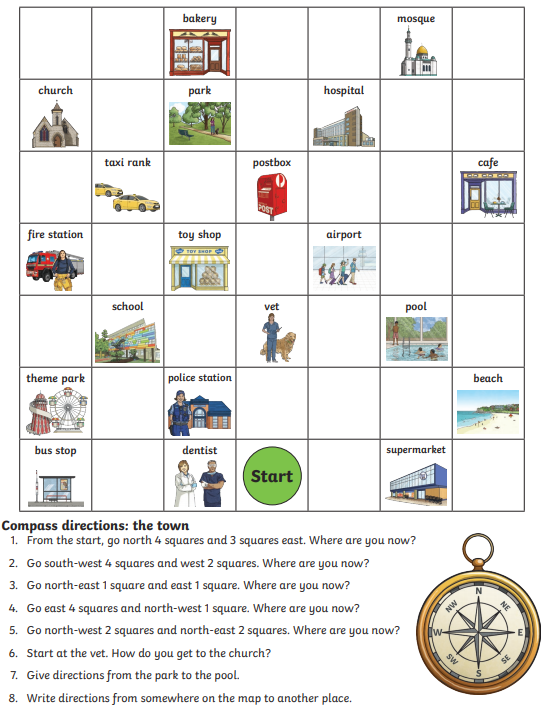 bakery mosque
church park hospital
taxi rank postbox cafe
POST
fire station toy shop airport
TOY SHOP
school vet pool
theme park police station beach
bus stop dentist Start supermarket
Compass directions: the town
1. From the start, go north 4 squares and 3 squares east. Where are you now?
2. Go south-west 4 squares and west 2 squares. Where are you now?
3. Go north-east 1 square and east 1 square. Where are you now?
4. Go east 4 squares and north-west 1 square. Where are you now?
5. Go north-west 2 squares and north-east 2 squares. Where are you now?
6. Start at the vet. How do you get to the church?
7. Give directions from the park to the pool.
8. Write directions from somewhere on the map to another place.
N
NW NE
W E
SW SE
S